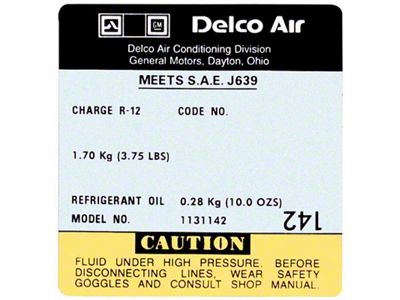 GM
Delco Air
Delco Air Conditioning Division
General Motors, Dayton, Ohio
MEETS S.A.E. J639
CHARGE R-12 CODE NO.
1.70 Kg (3.75 LBS)
REFRIGERANT OIL 0.28 Kg (10.0 OZS)
MODEL NO. 1131142
142
CAUTION
FLUID UNDER HIGH PRESSURE. BEFORE
DISCONNECTING LINES, WEAR SAFETY
GOGGLES AND CONSULT SHOP MANUAL.